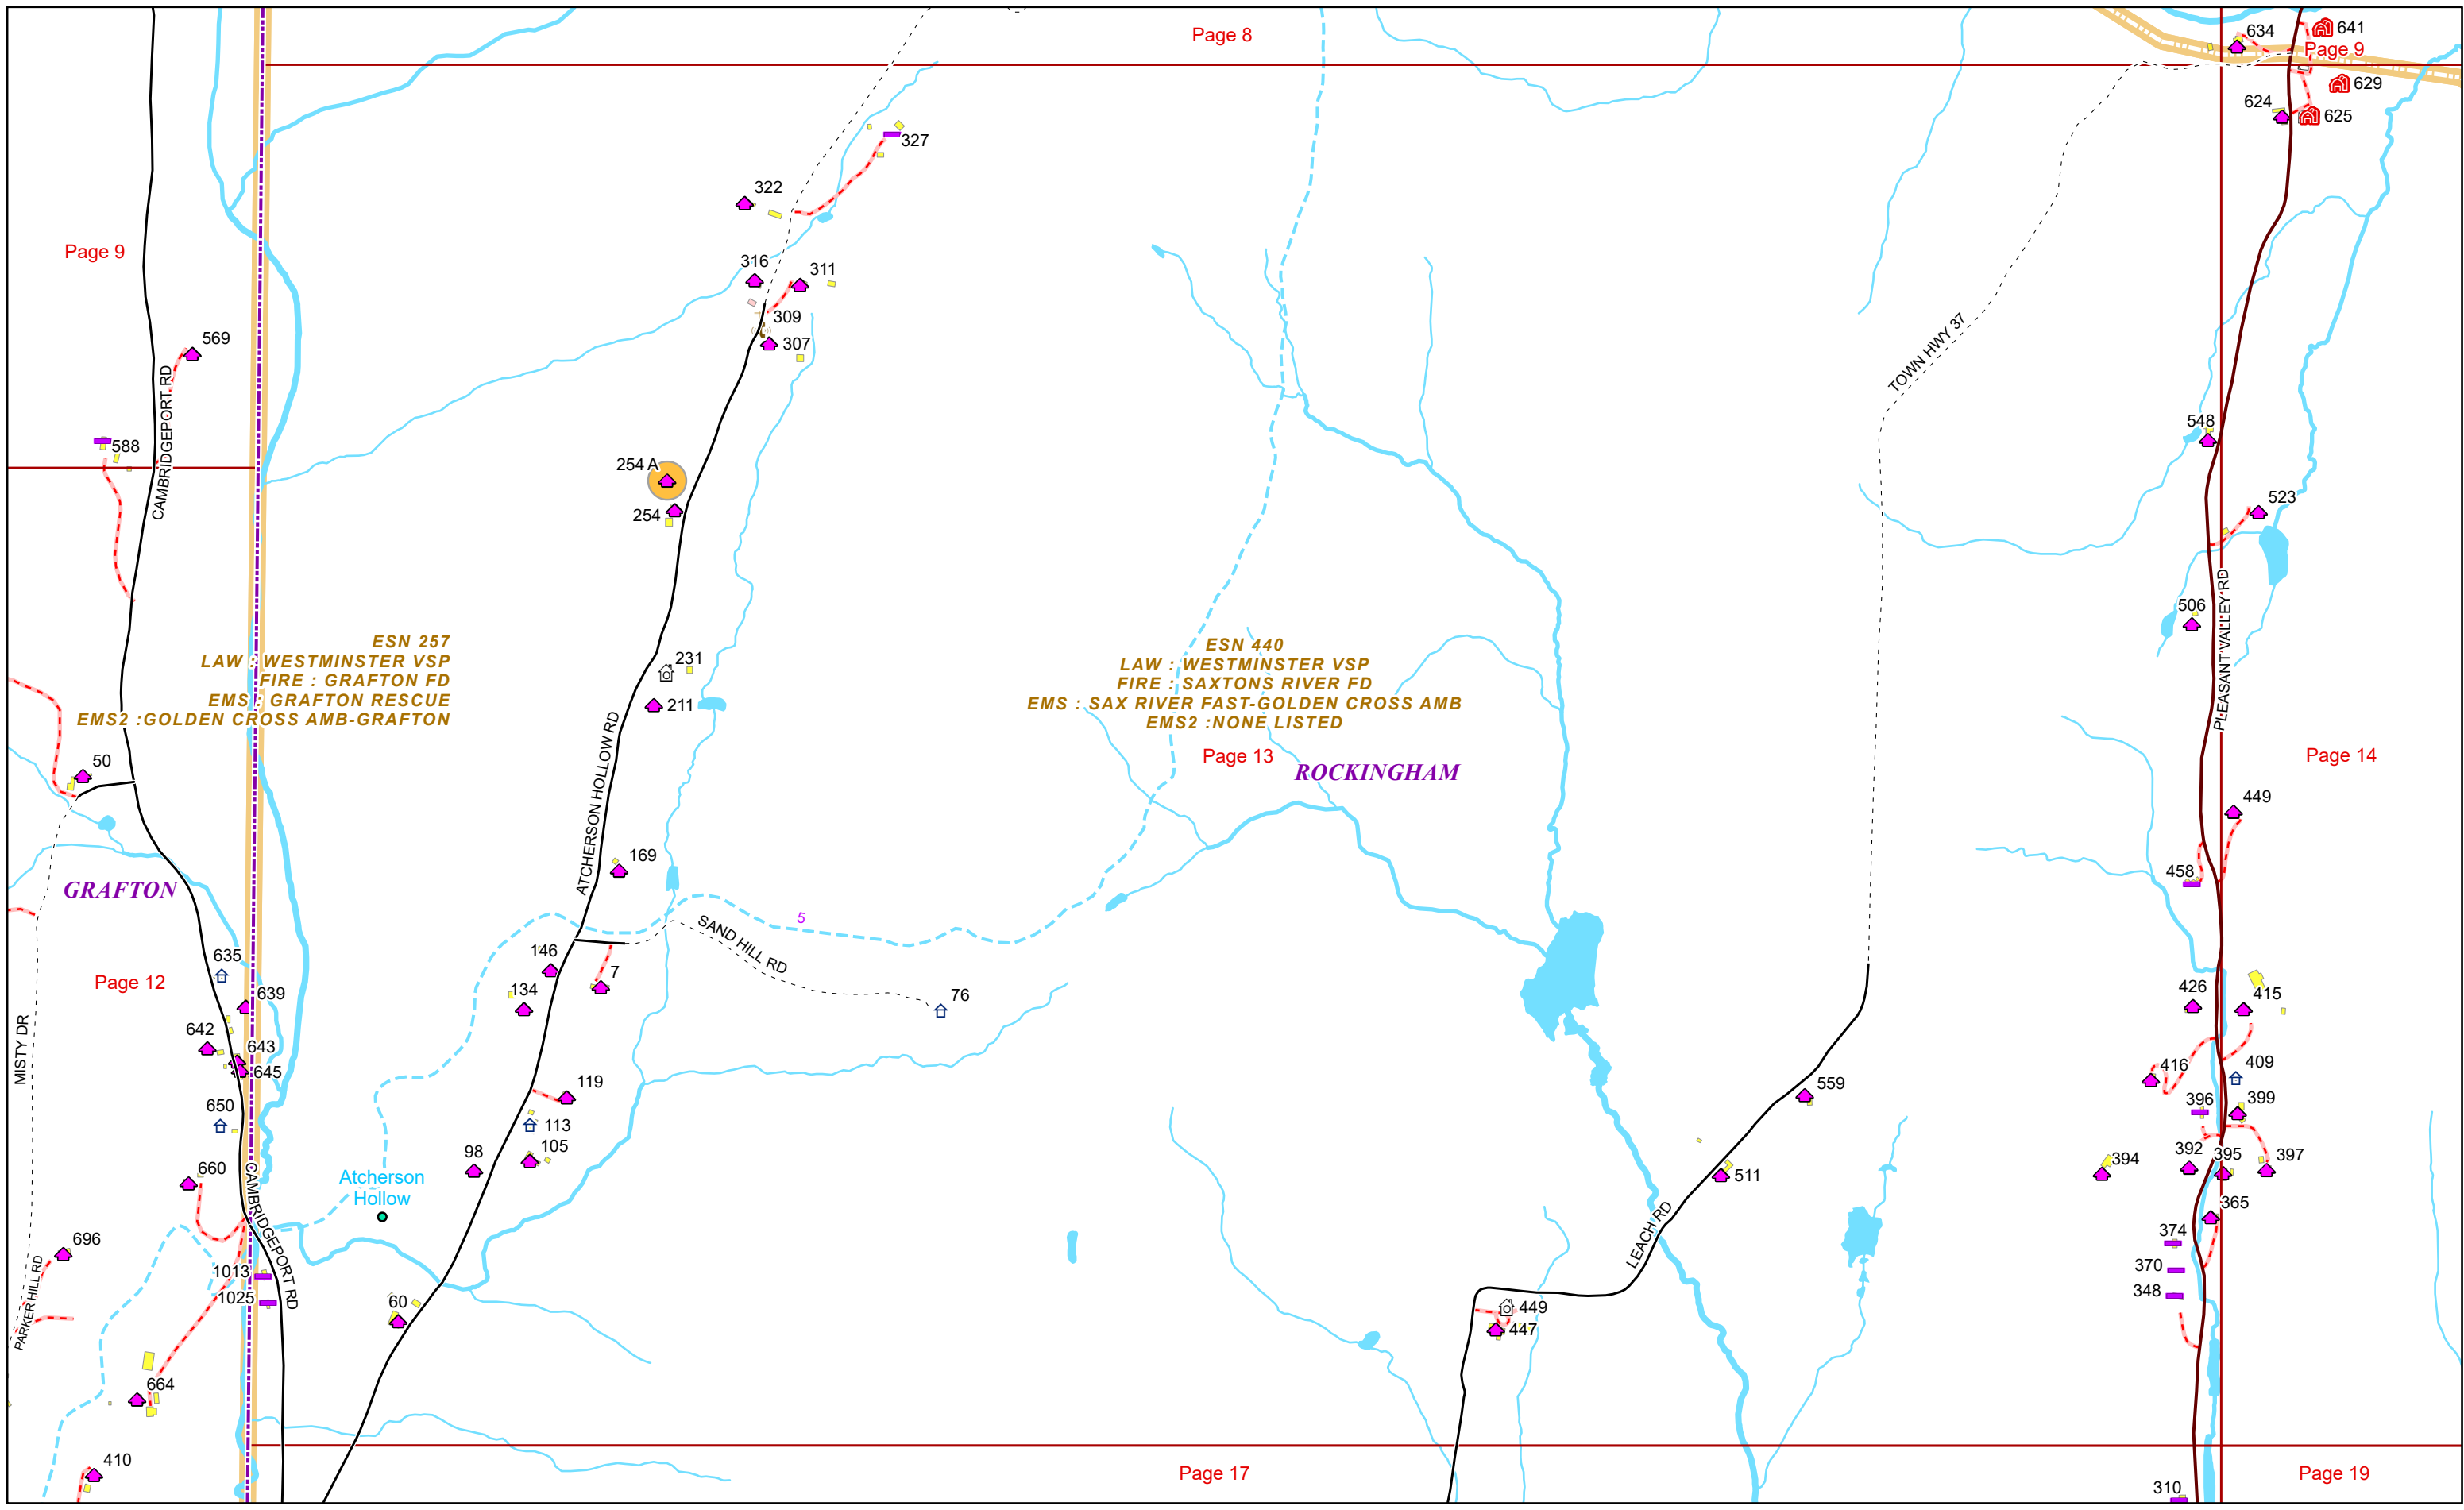 Page 8
634
641
Page 9
629
624
625
327
322
Page 9
316
311
309
307
569
CAMBRIDGEPORT RD
588
TOWN HWY 37
548
254 A
254
523
506
PLEASANT VALLEY RD
ESN 257
LAW : WESTMINSTER VSP
FIRE : GRAFTON FD
EMS : GRAFTON RESCUE
EMS2 :GOLDEN CROSS AMB-GRAFTON
231
211
ATCHERSON HOLLOW RD
ESN 440
LAW : WESTMINSTER VSP
FIRE : SAXTONS RIVER FD
EMS : SAX RIVER FAST-GOLDEN CROSS AMB
EMS2 :NONE LISTED
Page 13
ROCKINGHAM
Page 14
50
449
169
458
GRAFTON
5
SAND HILL RD
635
146
7
76
Page 12
134
639
426
415
642
643
645
MISTY DR
409
416
119
559
650
113
396
399
98
105
392
395
397
394
511
660
CAMBRIDGEPORT RD
Atcherson
Hollow
365
374
LEACH RD
696
PARKER HILL RD
1013
1025
370
348
60
449
447
664
410
Page 17
Page 19
310